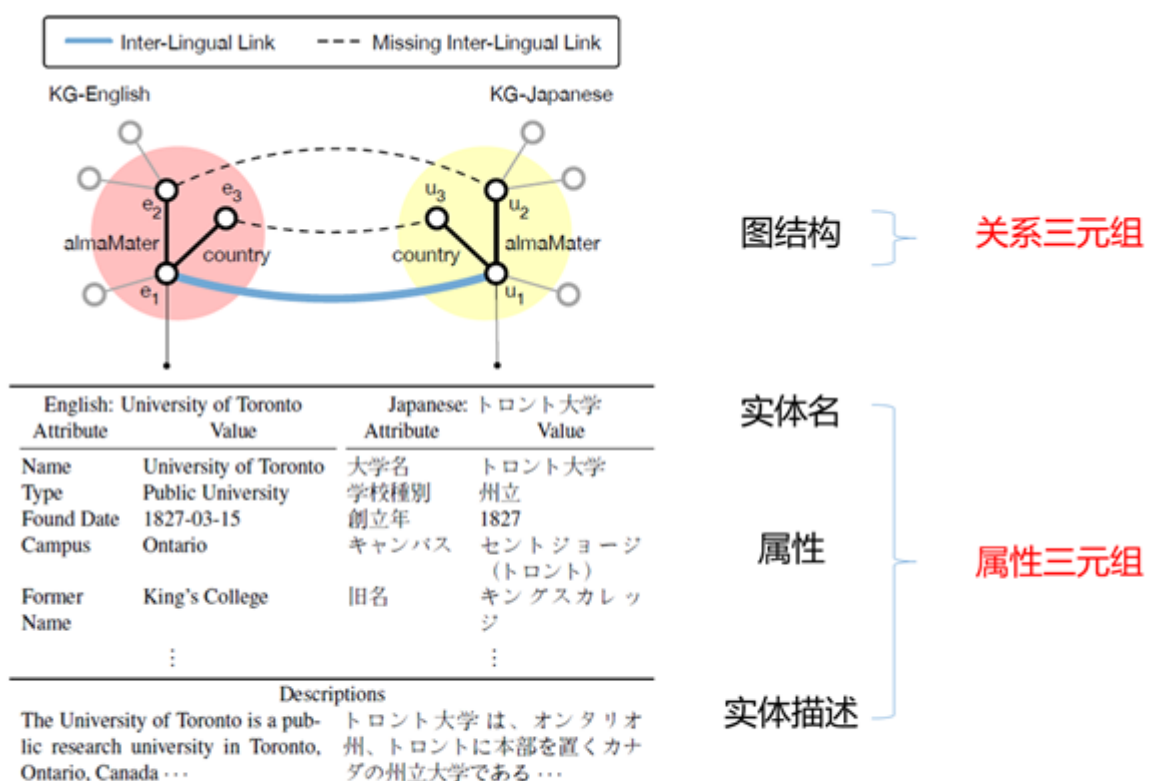 Inter-Lingual Link
Missing Inter-Lingual Link
KG-English
KG-Japanese
e3
u3
e2
u2
almaMater
country
country
almaMater
e1
u1
图结构
关系三元组
English: University of Toronto
Japanese: トロント大学
Attribute Value
Attribute Value
Name University of Toronto
大学名 トロント大学
Type Public University
学校種別 州立
Found Date 1827-03-15
創立年 1827
Campus Ontario
キャンパス セントジョージ
(トロント)
Former King's College
Name
旧名 キングスカレッ
ジ
⋮
⋮
实体名
属性
属性三元组
实体描述
Descriptions
The University of Toronto is a pub-
lic research university in Toronto,
Ontario, Canada ⋯
トロント大学 は、オンタリオ
州、トロントに本部を置くカナ
ダの州立大学である ⋯